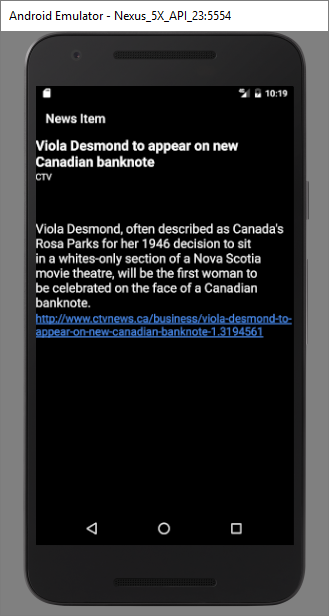 Android Emulator - Nexus_5X_API_23:5554
10:19
News Item
Viola Desmond to appear on new
Canadian banknote
CTV
Viola Desmond, often described as Canada's
Rosa Parks for her 1946 decision to sit
in a whites-only section of a Nova Scotia
movie theatre, will be the first woman to
be celebrated on the face of a Canadian
banknote.
http://www.ctvnews.ca/business/viola-desmond-to-
appear-on-new-canadian-banknote-1.3194561